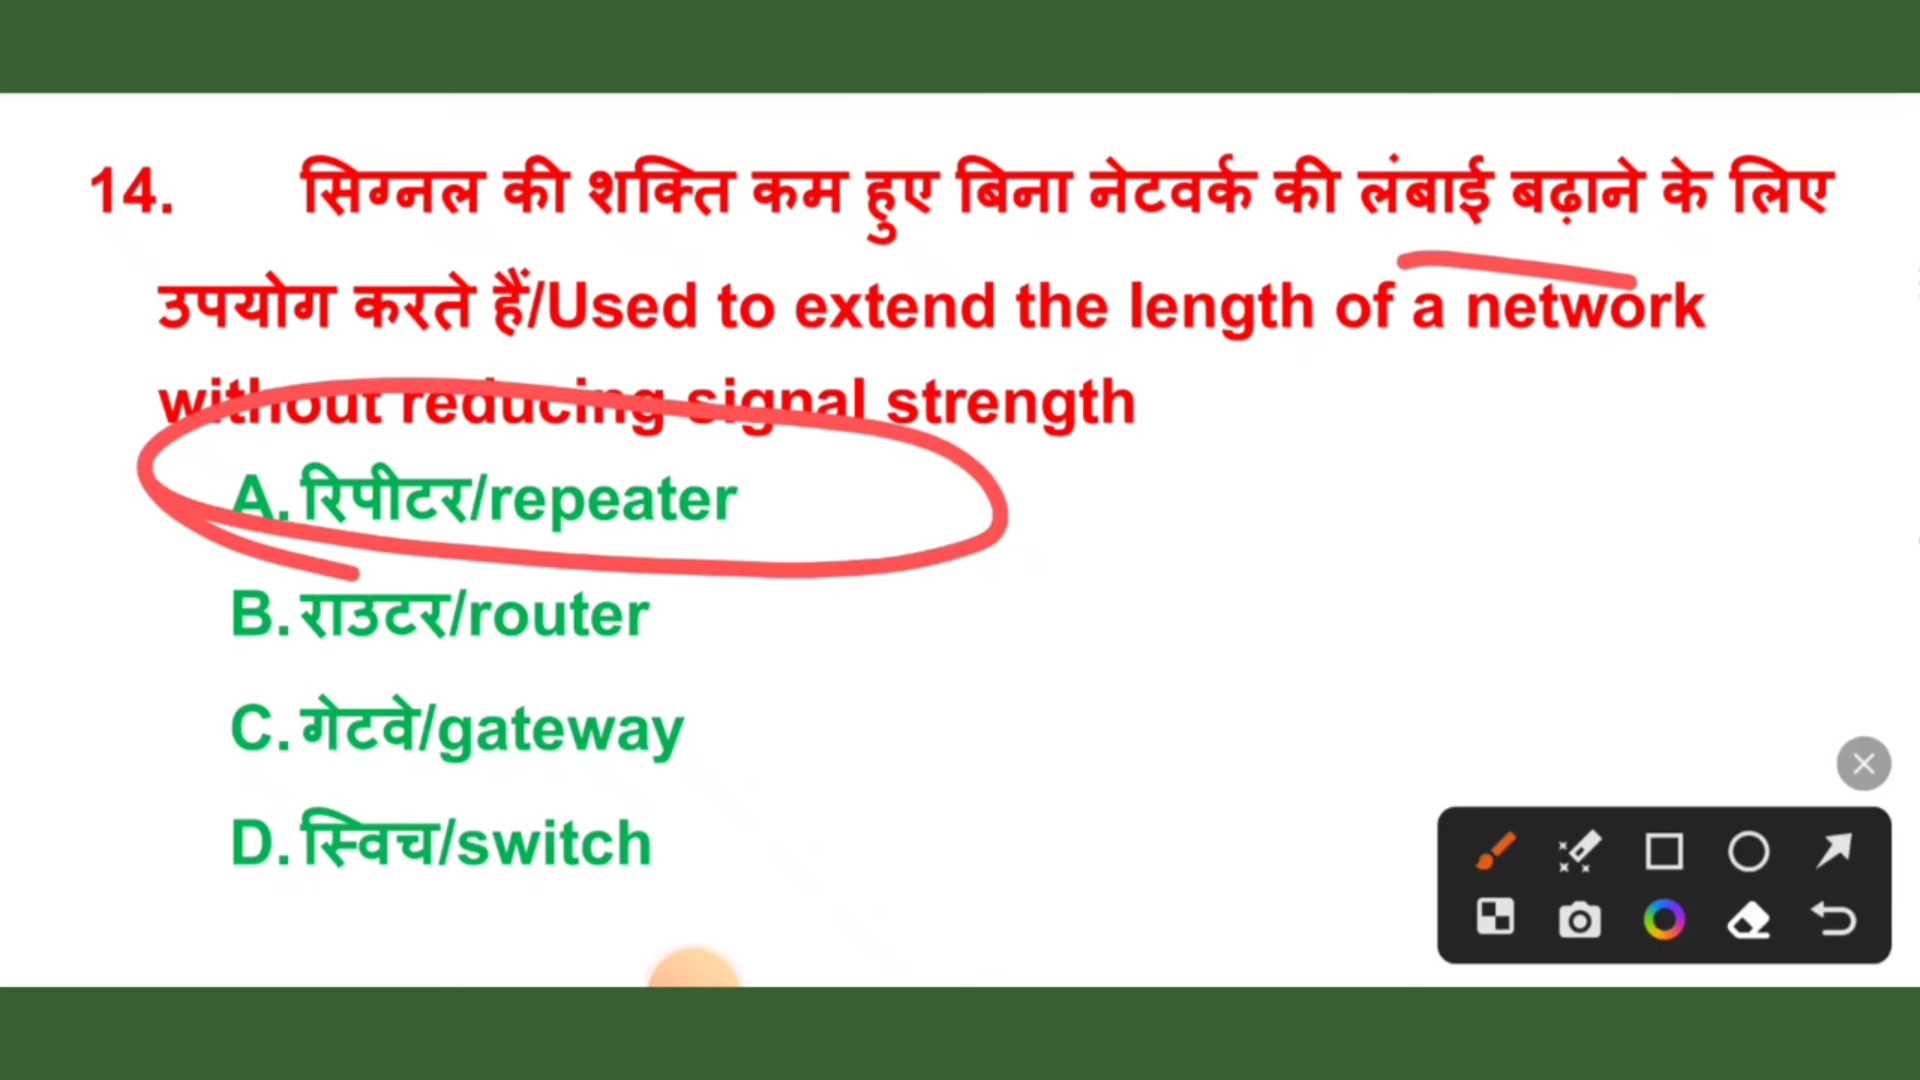 14. सिग्नल की शक्ति कम हुए बिना नेटवर्क की लंबाई बढ़ाने के लिए
उपयोग करते हैं/Used to extend the length of a network
without reducing signal strength
A. रिपीटर/repeater
B. राउटर/router
C. गेटवे/gateway
D. स्विच/switch